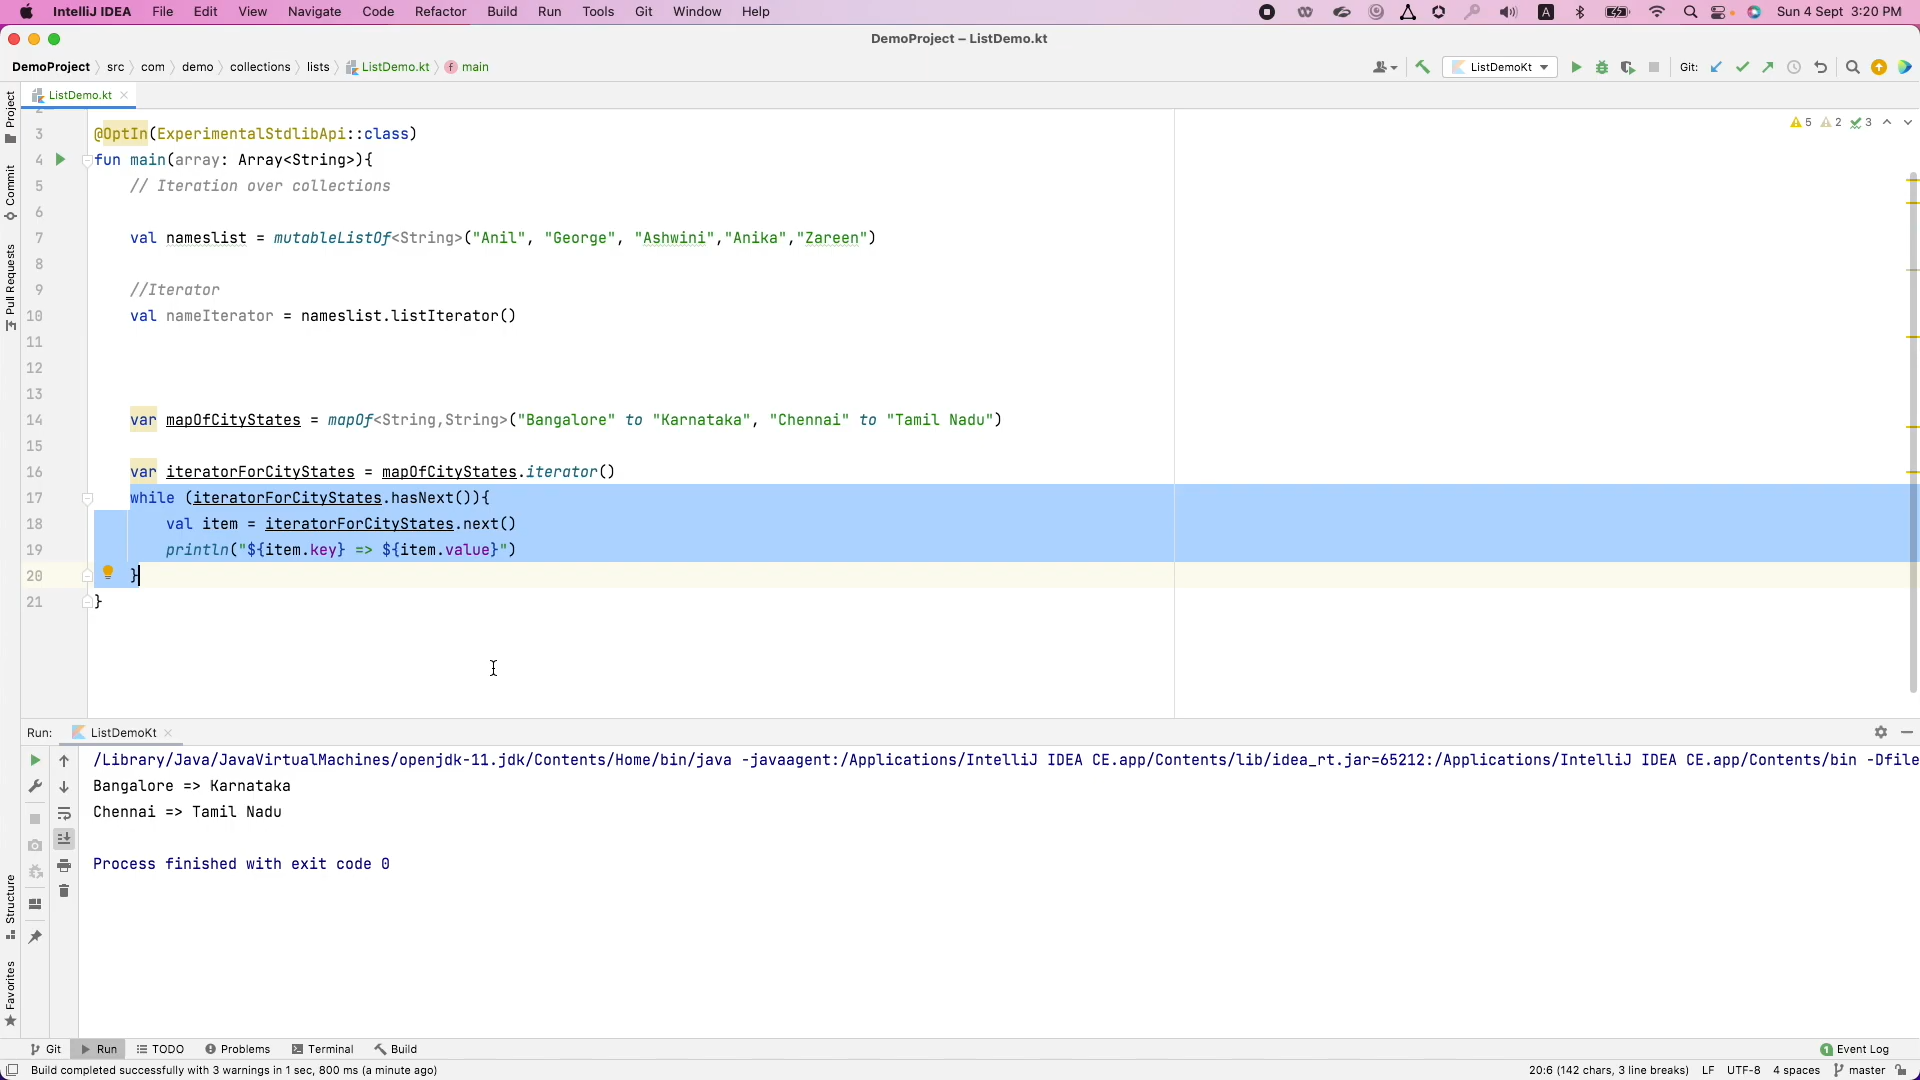 IntelliJ IDEA File Edit View Navigate Code Refactor Build Run Tools Git Window Help A Sun 4 Sept 3:20 PM
DemoProject – ListDemo.kt
DemoProject src com demo collections lists ListDemo.kt main ListDemoKt Git:
ListDemo.kt
Project
Commit
Pull Requests
5 2 3
2
3 @OptIn(ExperimentalStdlibApi::class)
4 fun main(array: Array<String>){
5 // Iteration over collections
6
7 val nameslist = mutableListOf<String>("Anil", "George", "Ashwini","Anika","Zareen")
8
9 //Iterator
10 val nameIterator = nameslist.listIterator()
11
12
13
14 var mapOfCityStates = mapOf<String,String>("Bangalore" to "Karnataka", "Chennai" to "Tamil Nadu")
15
16 var iteratorForCityStates = mapOfCityStates.iterator()
17 while (iteratorForCityStates.hasNext()){
18 val item = iteratorForCityStates.next()
19 println("${item.key} => ${item.value}")
20 }
21 }
Run: ListDemoKt
/Library/Java/JavaVirtualMachines/openjdk-11.jdk/Contents/Home/bin/java -javaagent:/Applications/IntelliJ IDEA CE.app/Contents/lib/idea_rt.jar=65212:/Applications/IntelliJ IDEA CE.app/Contents/bin -Dfile
Bangalore => Karnataka
Chennai => Tamil Nadu
Process finished with exit code 0
Structure
Favorites
Git Run TODO Problems Terminal Build 1 Event Log
Build completed successfully with 3 warnings in 1 sec, 800 ms (a minute ago) 20:6 (142 chars, 3 line breaks) LF UTF-8 4 spaces master